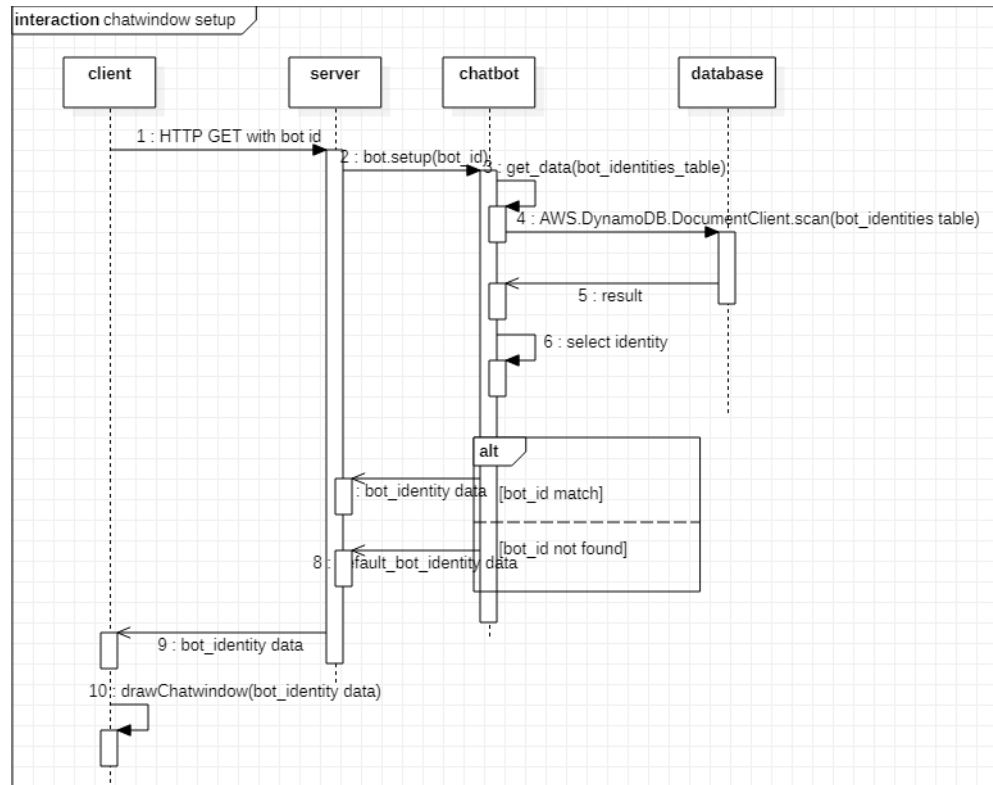 interaction chatwindow setup
client
server
chatbot
database
1 : HTTP GET with bot id
2 : bot.setup(bot_id)
3 : get_data(bot_identities_table)
4 : AWS.DynamoDB.DocumentClient.scan(bot_identities table)
5 : result
6 : select identity
alt
: bot_identity data
[bot_id match]
[bot_id not found]
8 : fault_bot_identity data
9 : bot_identity data
10 : drawChatwindow(bot_identity data)